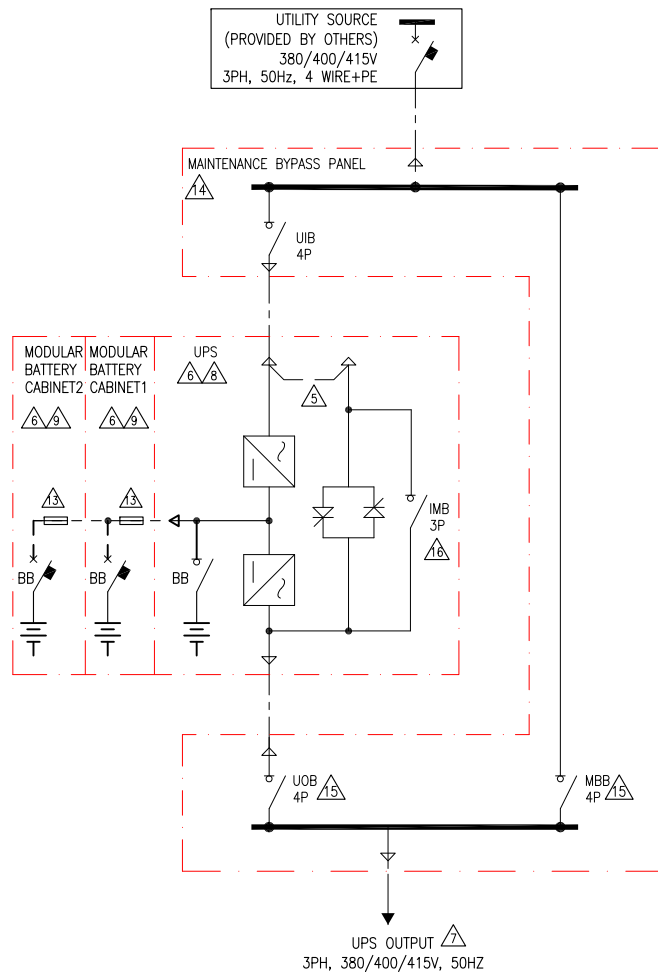 UTILITY SOURCE
(PROVIDED BY OTHERS)
380/400/415V
3PH, 50Hz, 4 WIRE+PE
MAINTENANCE BYPASS PANEL
14
UIB
4P
MODULAR
BATTERY
CABINET2
6 9
MODULAR
BATTERY
CABINET1
6 9
UPS
6 8
5
13
13
IMB
3P
16
BB
BB
BB
UOB
4P
15
MBB
4P
15
UPS OUTPUT 7
3PH, 380/400/415V, 50HZ